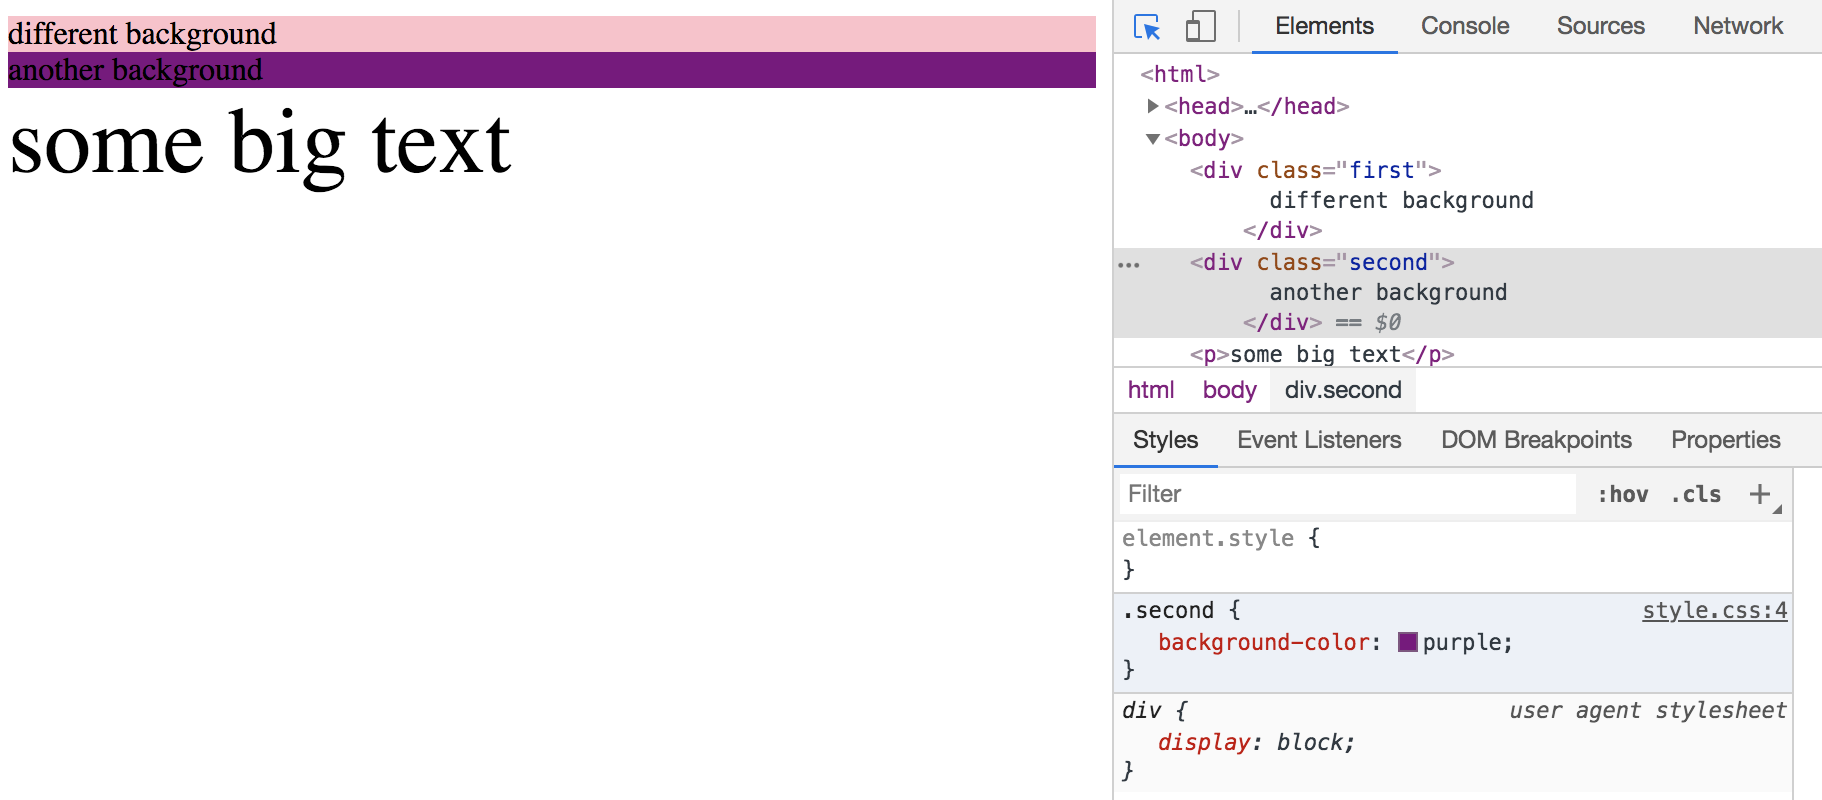 different background
another background
some big text
Elements Console Sources Network
<html>
<head>…</head>
<body>
<div class="first">
different background
</div>
... <div class="second">
another background
</div> == $0
<p>some big text</p>
html body div.second
Styles Event Listeners DOM Breakpoints Properties
Filter :hov .cls +
element.style {
}
.second { style.css:4
background-color: purple;
}
div { user agent stylesheet
display: block;
}